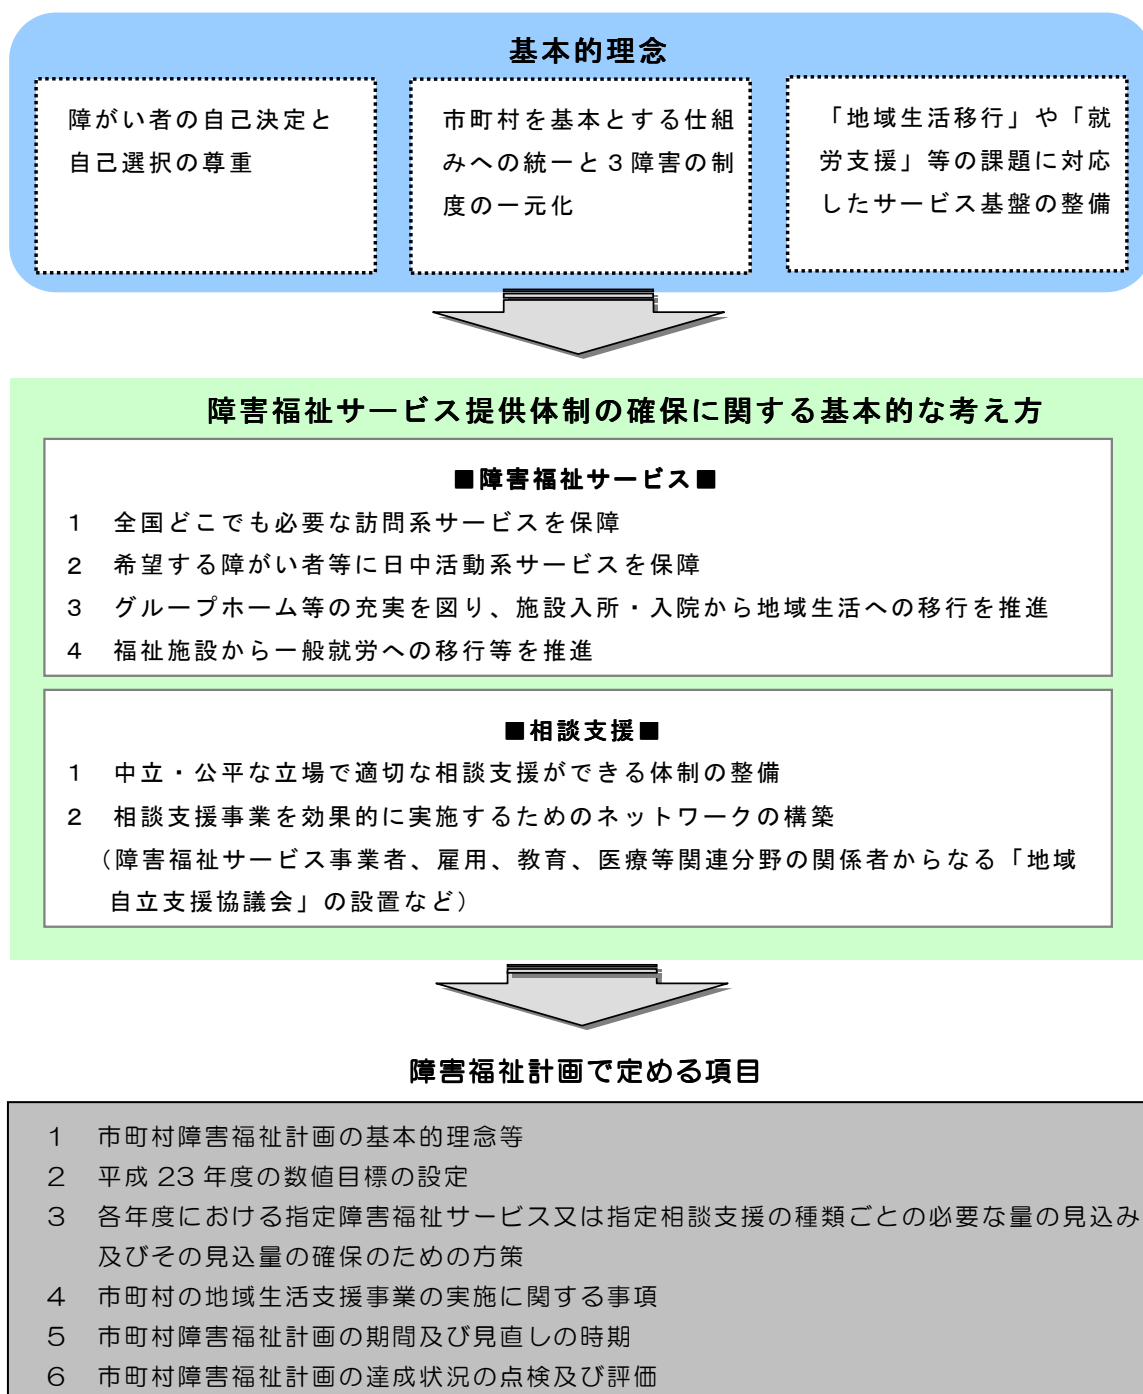 基本的理念
障がい者の自己決定と
自己選択の尊重
市町村を基本とする仕組
みへの統一と３障害の制
度の一元化
「地域生活移行」や「就
労支援」等の課題に対応
したサービス基盤の整備
障害福祉サービス提供体制の確保に関する基本的な考え方
■障害福祉サービス■
１　全国どこでも必要な訪問系サービスを保障
２　希望する障がい者等に日中活動系サービスを保障
３　グループホーム等の充実を図り、施設入所・入院から地域生活への移行を推進
４　福祉施設から一般就労への移行等を推進
■相談支援■
１　中立・公平な立場で適切な相談支援ができる体制の整備
２　相談支援事業を効果的に実施するためのネットワークの構築
（障害福祉サービス事業者、雇用、教育、医療等関連分野の関係者からなる「地域
自立支援協議会」の設置など）
障害福祉計画で定める項目
１　市町村障害福祉計画の基本的理念等
２　平成 23 年度の数値目標の設定
３　各年度における指定障害福祉サービス又は指定相談支援の種類ごとの必要な量の見込み
及びその見込量の確保のための方策
４　市町村の地域生活支援事業の実施に関する事項
５　市町村障害福祉計画の期間及び見直しの時期
６　市町村障害福祉計画の達成状況の点検及び評価